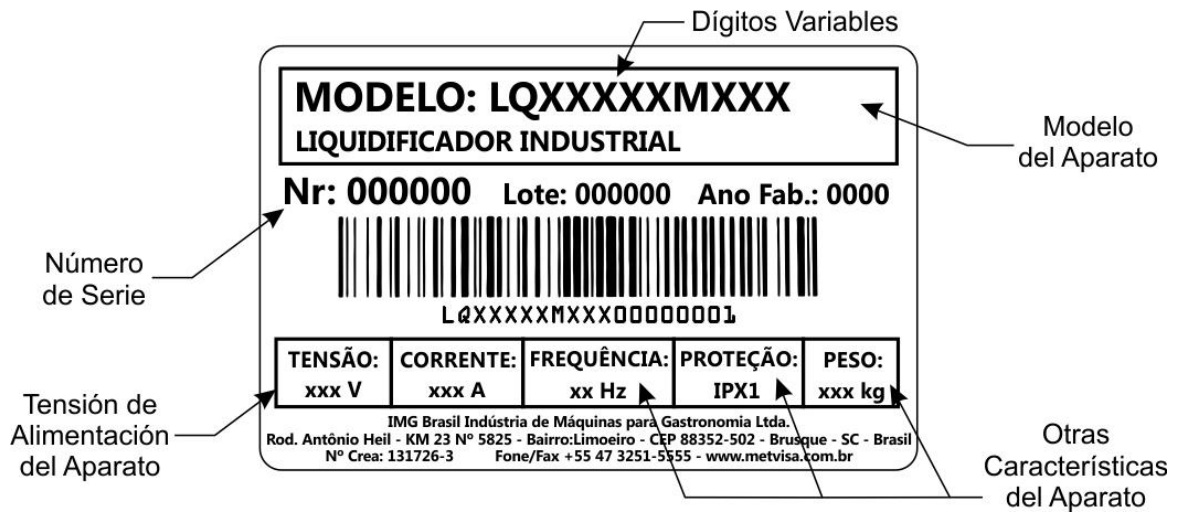 Dígitos Variables
MODELO: LQXXXXXMXXX
LIQUIDIFICADOR INDUSTRIAL
Modelo
del Aparato
Nr: 000000 Lote: 000000 Ano Fab.: 0000
Número
de Serie
LQXXXXXMXXX00000001
TENSÃO: CORRENTE: FREQUÊNCIA: PROTEÇÃO: PESO:
xxx V xxx A xx Hz IPX1 xxx kg
Tensión de
Alimentación
del Aparato
IMG Brasil Indústria de Máquinas para Gastronomia Ltda.
Rod. Antônio Heil - KM 23 Nº 5825 - Bairro:Limoeiro - CEP 88352-502 - Brusque - SC - Brasil
Nº Crea: 131726-3 Fone/Fax +55 47 3251-5555 - www.metvisa.com.br
Otras
Características
del Aparato